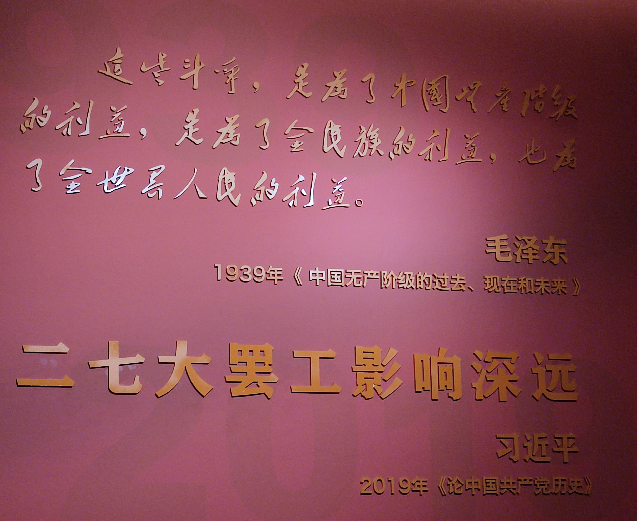 这些斗争，是为了中国无产阶级
的利益，是为了全民族的利益，也为
了全世界人民的利益。
毛泽东
1939年《中国无产阶级的过去、现在和未来》
二七大罢工影响深远
习近平
2019年《论中国共产党历史》